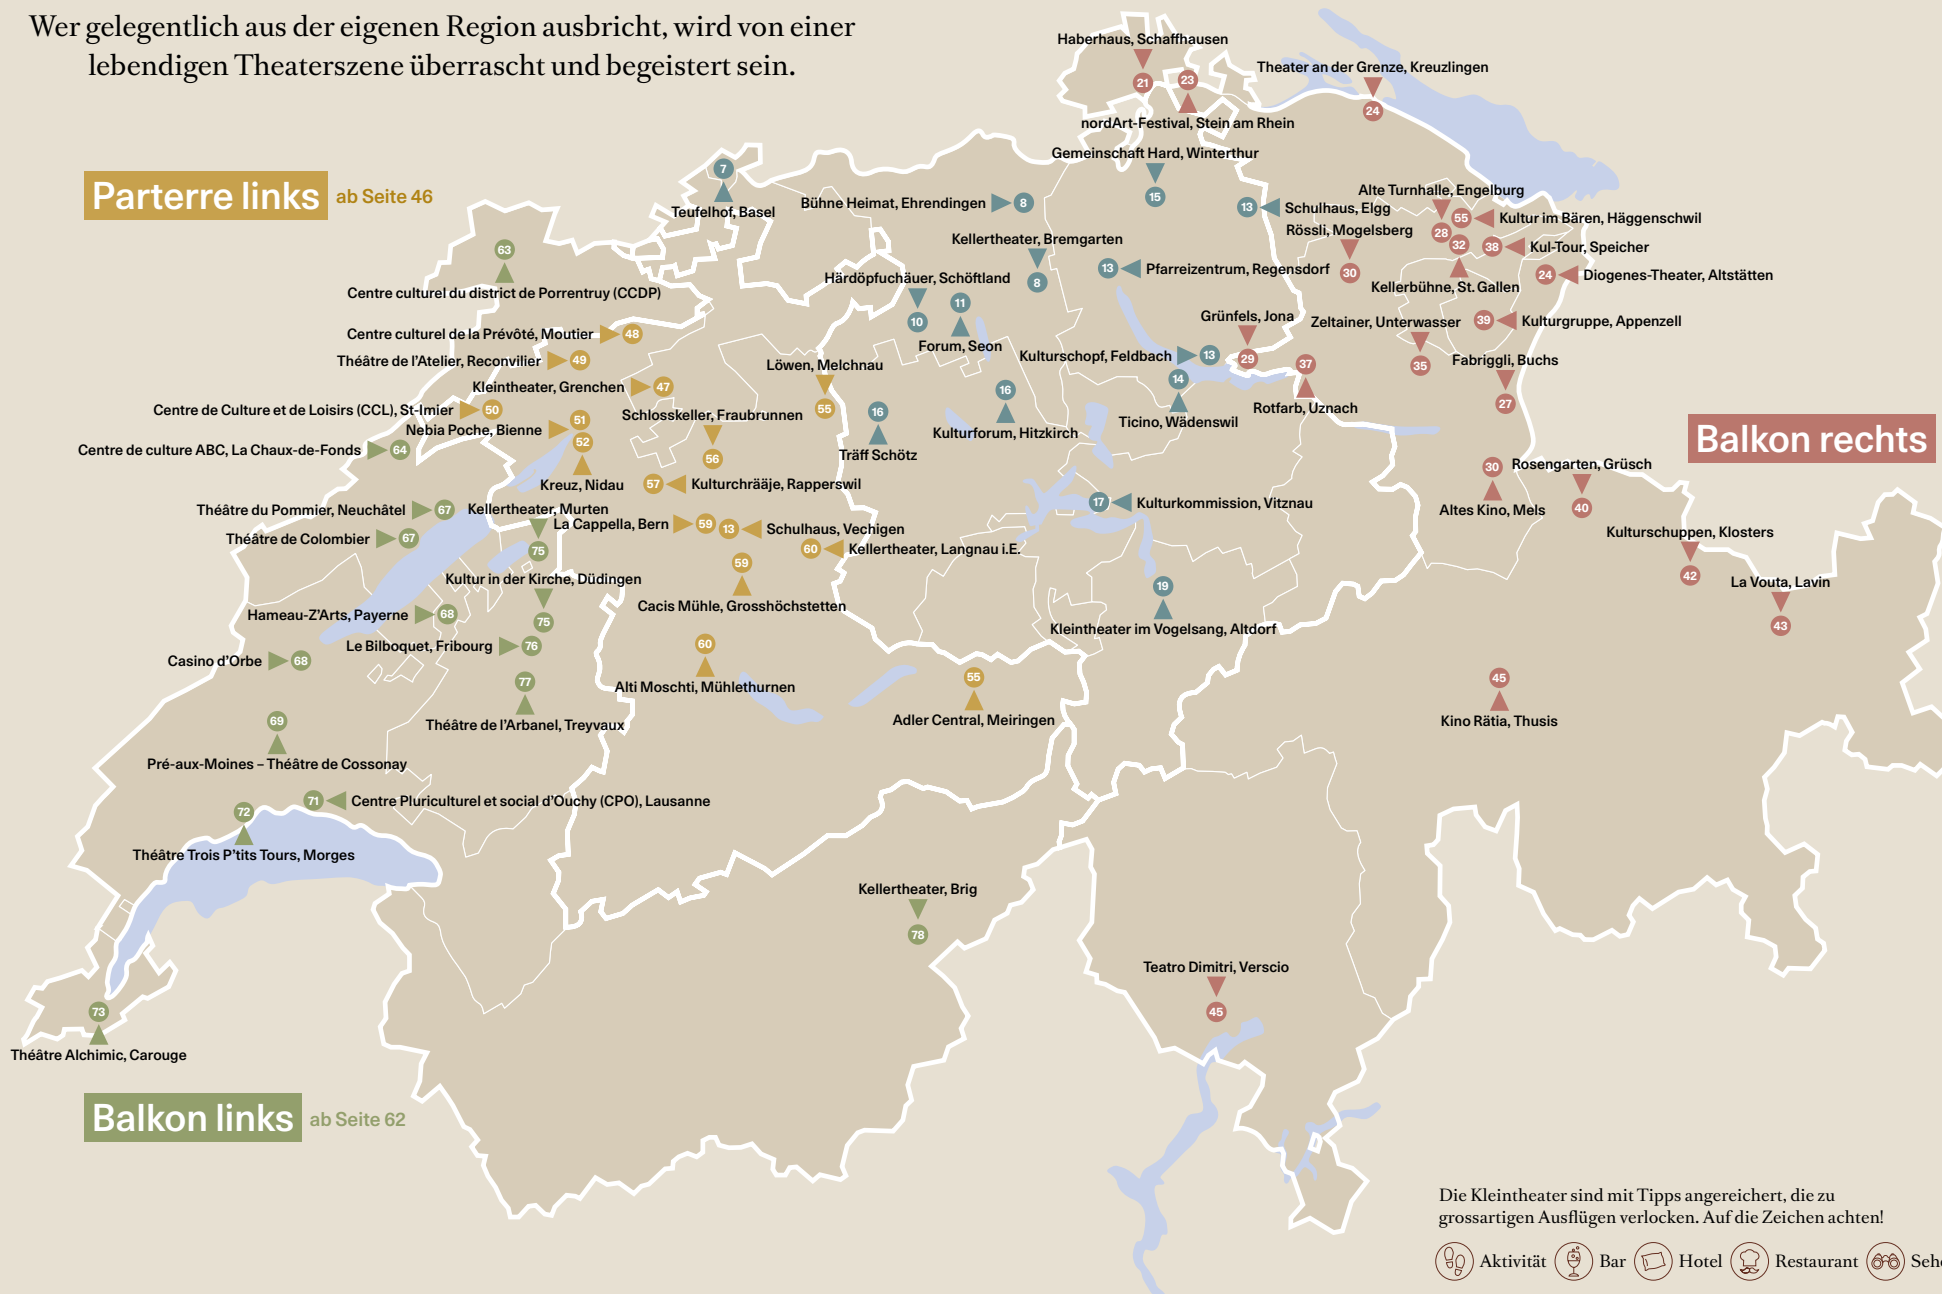 Wer gelegentlich aus der eigenen Region ausbricht, wird von einer
lebendigen Theaterszene überrascht und begeistert sein.
Haberhaus, Schaffhausen
21
23
nordArt-Festival, Stein am Rhein
Theater an der Grenze, Kreuzlingen
24
Parterre links ab Seite 46
7
Teufelhof, Basel
Gemeinschaft Hard, Winterthur
15
Bühne Heimat, Ehrendingen 8
13 Schulhaus, Elgg
Alte Turnhalle, Engelburg
28
55 Kultur im Bären, Häggenschwil
Rössli, Mogelsberg
30
32
Kellerbühne, St. Gallen
38 Kul-Tour, Speicher
24 Diogenes-Theater, Altstätten
63
Centre culturel du district de Porrentruy (CCDP)
Kellertheater, Bremgarten
8
13 Pfarreizentrum, Regensdorf
Härdöpfuchäuer, Schöftland
10
11
Forum, Seon
Grünfels, Jona
29
Zeltainer, Unterwasser
35
39 Kulturgruppe, Appenzell
Centre culturel de la Prévôté, Moutier 48
Théâtre de l'Atelier, Reconvilier 49
Kulturschopf, Feldbach 13
14
Ticino, Wädenswil
37
Rotfarb, Uznach
Fabriggli, Buchs
27
Löwen, Melchnau
55
Kleintheater, Grenchen 47
Centre de Culture et de Loisirs (CCL), St-Imier 50
Nebia Poche, Bienne 51
52
Kreuz, Nidau
Schlosskeller, Fraubrunnen
56
16
Träff Schötz
16
Kulturforum, Hitzkirch
Balkon rechts
Centre de culture ABC, La Chaux-de-Fonds 64
57 Kulturchrääje, Rapperswil
30
Altes Kino, Mels
Rosengarten, Grüsch
40
17 Kulturkommission, Vitznau
Théâtre du Pommier, Neuchâtel 67
Kellertheater, Murten
75
La Cappella, Bern 59
13 Schulhaus, Vechigen
Théâtre de Colombier 67
60 Kellertheater, Langnau i.E.
Kulturschuppen, Klosters
42
59
Cacis Mühle, Grosshöchstetten
Kultur in der Kirche, Düdingen
75
19
Kleintheater im Vogelsang, Altdorf
La Vouta, Lavin
43
Hameau-Z'Arts, Payerne 68
Le Bilboquet, Fribourg 76
Casino d'Orbe 68
60
Alti Moschti, Mühlethurnen
77
Théâtre de l'Arbanel, Treyvaux
55
Adler Central, Meiringen
45
Kino Rätia, Thusis
69
Pré-aux-Moines – Théâtre de Cossonay
71 Centre Pluriculturel et social d'Ouchy (CPO), Lausanne
72
Théâtre Trois P'tits Tours, Morges
Kellertheater, Brig
78
Teatro Dimitri, Verscio
45
73
Théâtre Alchimic, Carouge
Balkon links ab Seite 62
Die Kleintheater sind mit Tipps angereichert, die zu
grossartigen Ausflügen verlocken. Auf die Zeichen achten!
Aktivität Bar Hotel Restaurant Seh